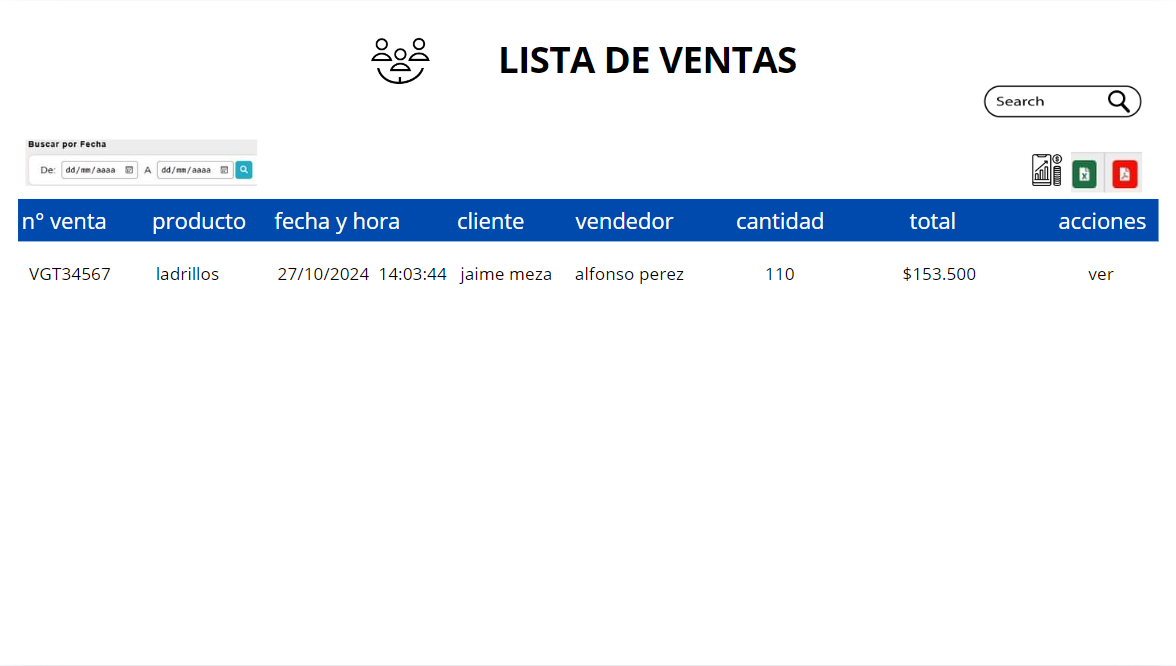 LISTA DE VENTAS
Search
Buscar por Fecha
De: dd/mm/aaaa A dd/mm/aaaa
n° venta producto fecha y hora cliente vendedor cantidad total acciones
VGT34567 ladrillos 27/10/2024 14:03:44 jaime meza alfonso perez 110 $153.500 ver